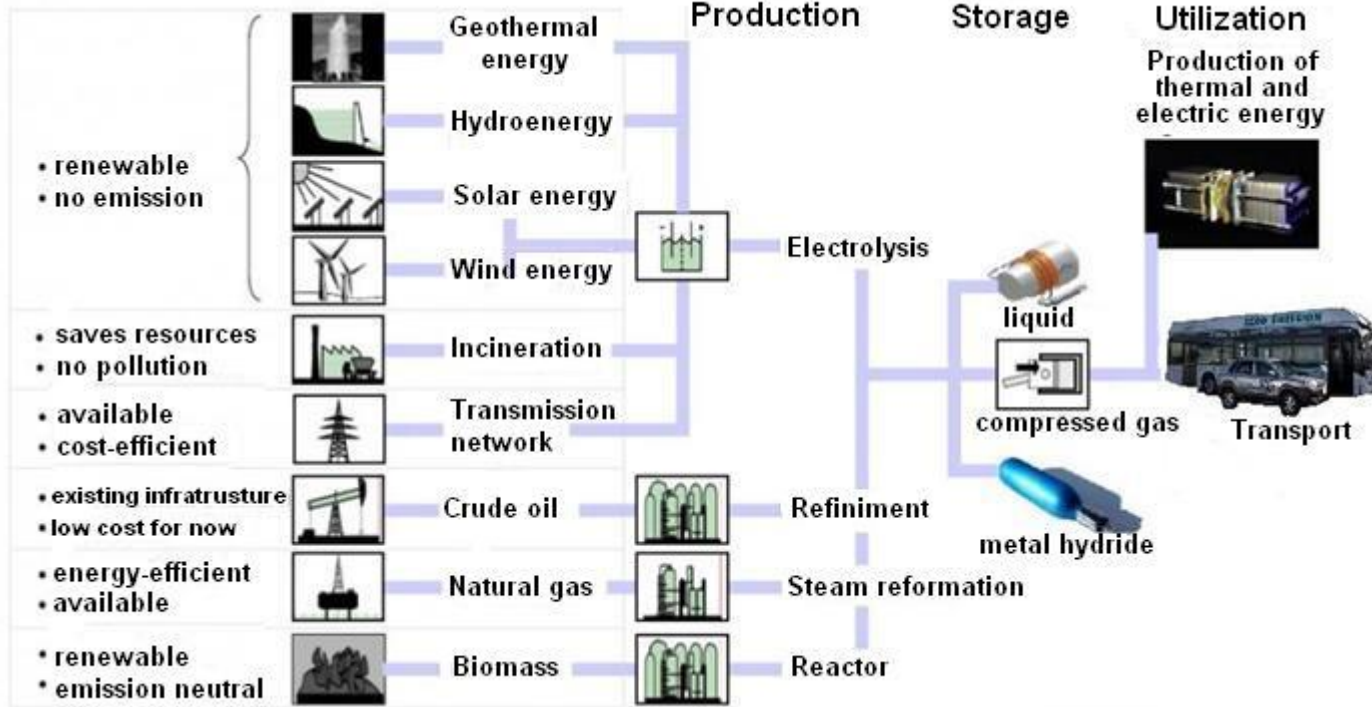 Production
Storage
Utilization
Geothermal
energy
Hydroenergy
Solar energy
Wind energy
• renewable
• no emission
Electrolysis
Production of
thermal and
electric energy
• saves resources
• no pollution
Incineration
• available
• cost-efficient
Transmission
network
liquid
compressed gas
metal hydride
Transport
• existing infratrusture
• low cost for now
Crude oil
Refiniment
• energy-efficient
• available
Natural gas
Steam reformation
• renewable
• emission neutral
Biomass
Reactor